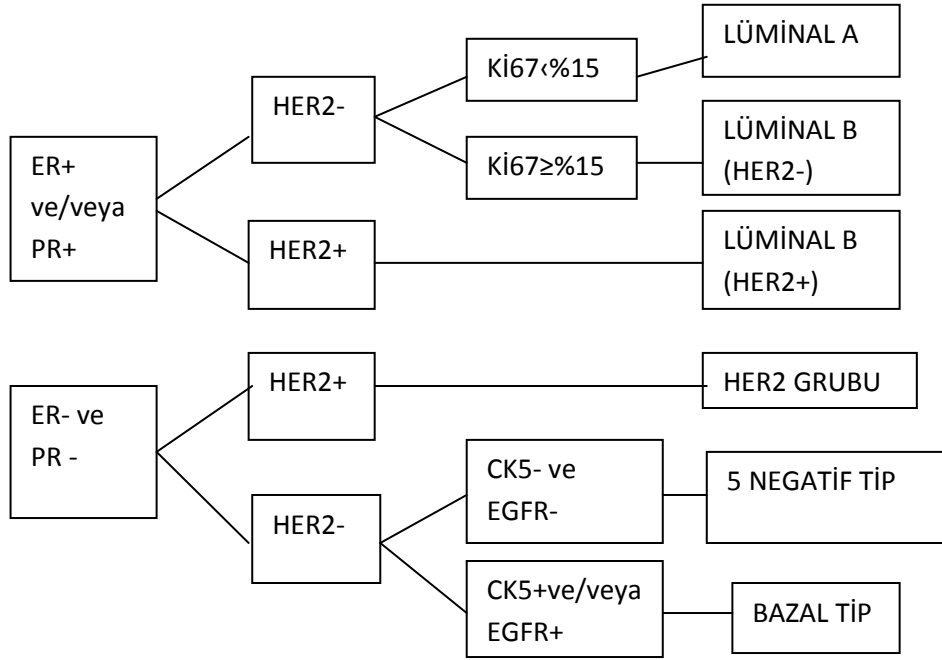 ER+
ve/veya
PR+
HER2-
Kİ67‹%15
LÜMİNAL A
Kİ67≥%15
LÜMİNAL B
(HER2-)
HER2+
LÜMİNAL B
(HER2+)
ER- ve
PR -
HER2+
HER2 GRUBU
HER2-
CK5- ve
EGFR-
5 NEGATİF TİP
CK5+ve/veya
EGFR+
BAZAL TİP